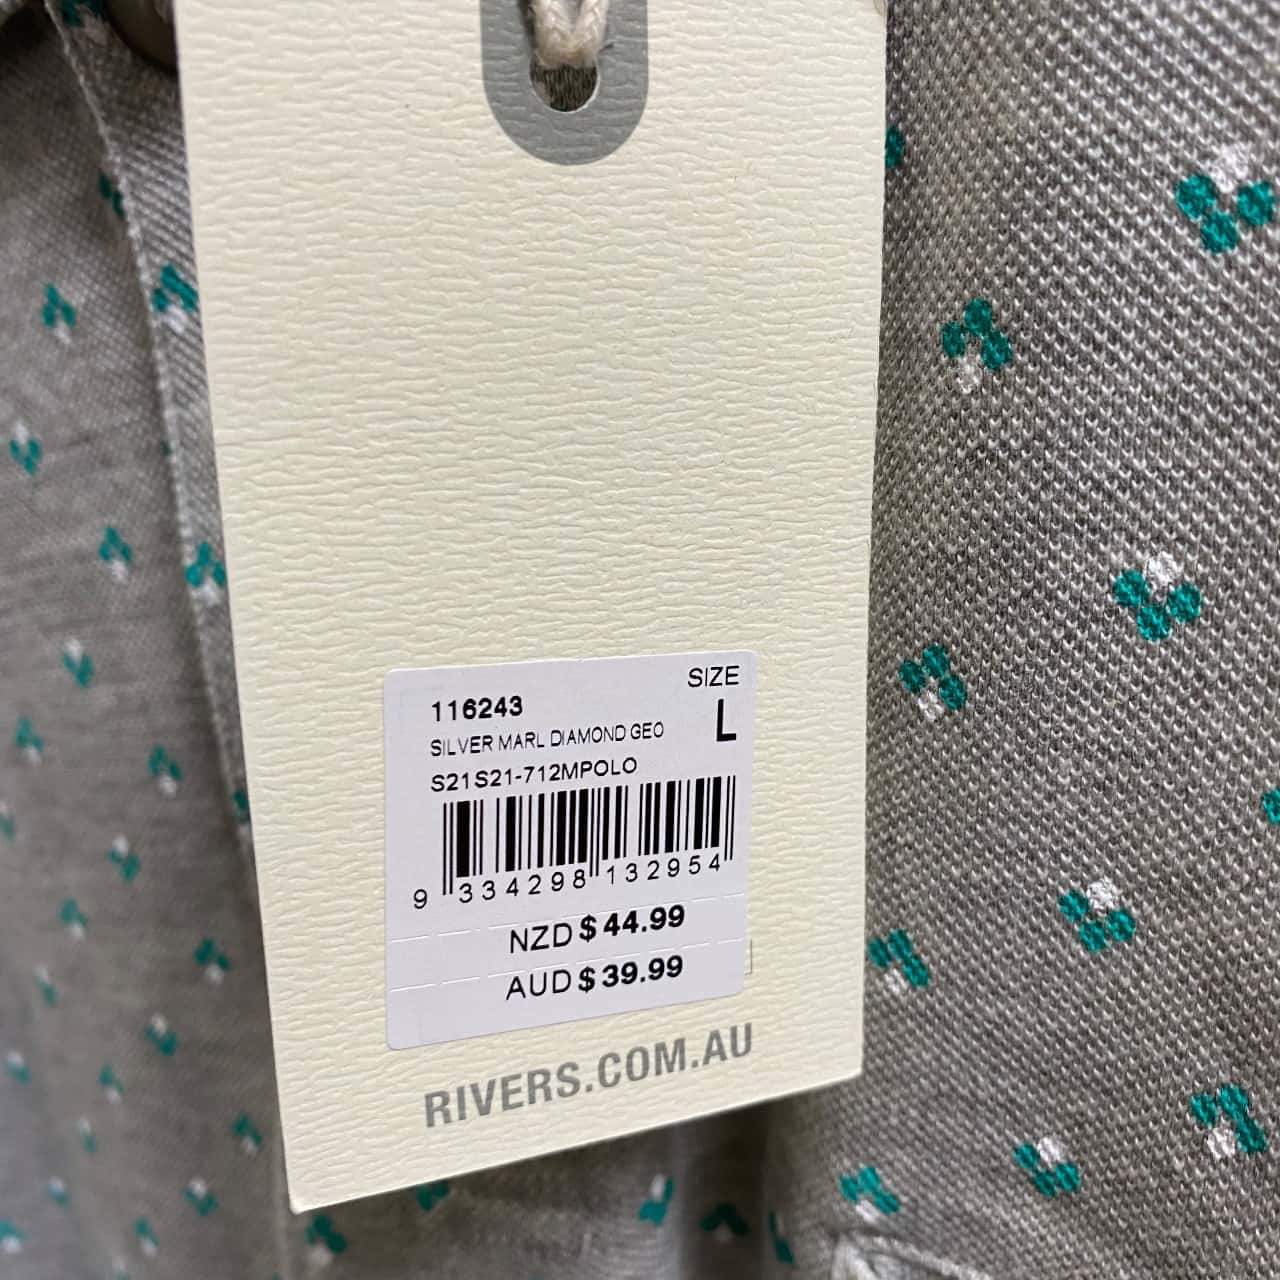 SIZE
116243
L
SILVER MARL DIAMOND GEO
S21S21-712MPOLO
9 334298 132954
NZD $44.99
AUD $39.99
RIVERS.COM.AU